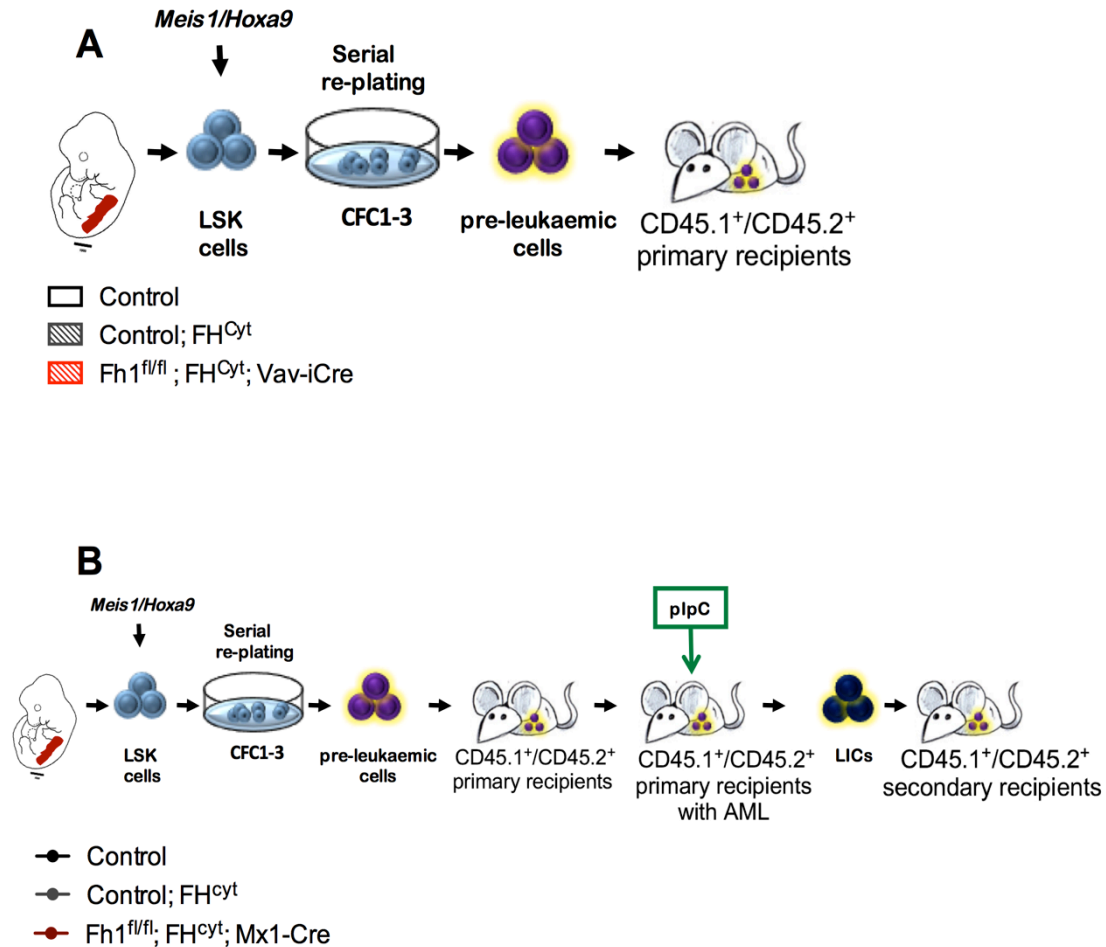 Meis1/Hoxa9
A
Serial
re-plating
LSK
cells
CFC1-3
pre-leukaemic
cells
CD45.1+/CD45.2+
primary recipients
Control
Control; FHCyt
Fh1fl/fl ; FHCyt; Vav-iCre
B
Meis1/Hoxa9
Serial
re-plating
pIpC
LSK
cells
CFC1-3
pre-leukaemic
cells
CD45.1+/CD45.2+
primary recipients
CD45.1+/CD45.2+
primary recipients
with AML
LICs
CD45.1+/CD45.2+
secondary recipients
Control
Control; FHcyt
Fh1fl/fl; FHcyt; Mx1-Cre